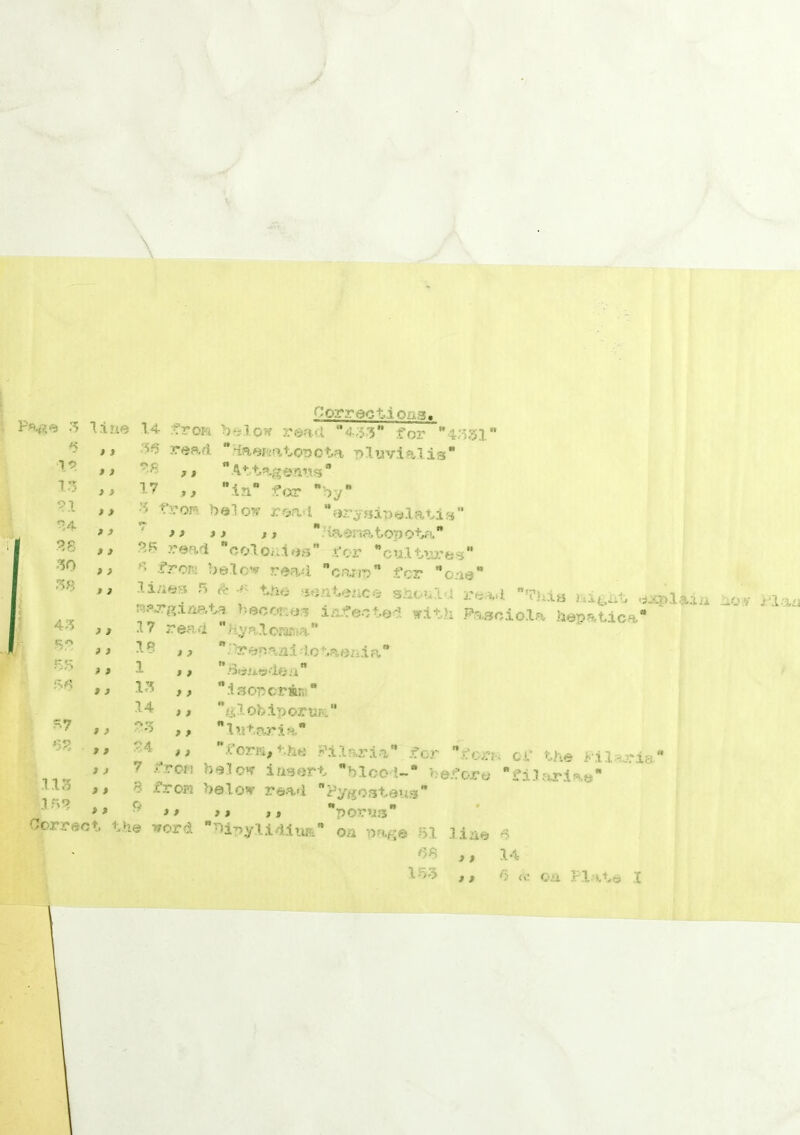 Corrections.
Page 3 line 14 from below read "433" for "4331"
6 ,, 36 read "Haematopota pluvialis"
12 ,, 28 ,, "Attagenus"
13 ,, 17 ,, "in" for "by"
21 ,, 3 from below read "erysipelatis"
24 ,, 7 ,, ,, ,, "Haematopota"
28 ,, 25 read "colonies" for "cultures"
30 ,, 6 from below read "camp" for "one"
38 ,, lines 5 & 6 the sentence should read "This might explain how Plan
marginata becomes infected with Fasciola hepatica"
43 ,, 17 read "Hyalomma"
52 ,, 18 ,, "Drepanidotaenia"
55 ,, 1 ,, "Beneden"
56 ,, 13 ,, "isoporum"
14 ,, "globiporum"
57 ,, 23 ,, "lutaria"
62 ,, 24 ,, "form, the Filaria" for "form of the Filaria"
,, 7 from below insert "blood-" before "filariae"
113 ,, 8 from below read "Pygosteus"
152 ,, 9 ,, ,, ,, "porus"
Correct the word "Dipylidium" on page 51 line 6
68 ,, 14
153 ,, 6 & on Plate I